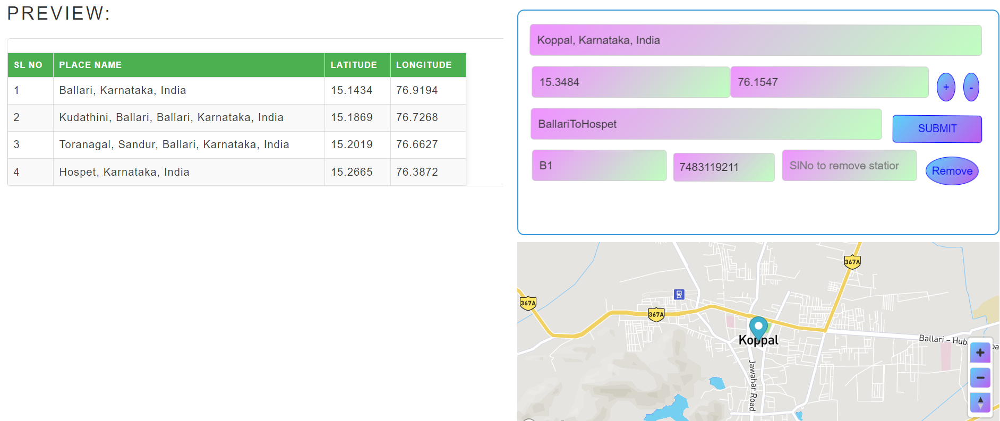 PREVIEW:
SL NO PLACE NAME LATITUDE LONGITUDE
1 Ballari, Karnataka, India 15.1434 76.9194
2 Kudathini, Ballari, Ballari, Karnataka, India 15.1869 76.7268
3 Toranagal, Sandur, Ballari, Karnataka, India 15.2019 76.6627
4 Hospet, Karnataka, India 15.2665 76.3872
Koppal, Karnataka, India
15.3484 76.1547 + -
BallariToHospet SUBMIT
B1 7483119211 SlNo to remove station Remove
367A
367A
367A
Koppal
Ballari – Hub
Jawahar Road